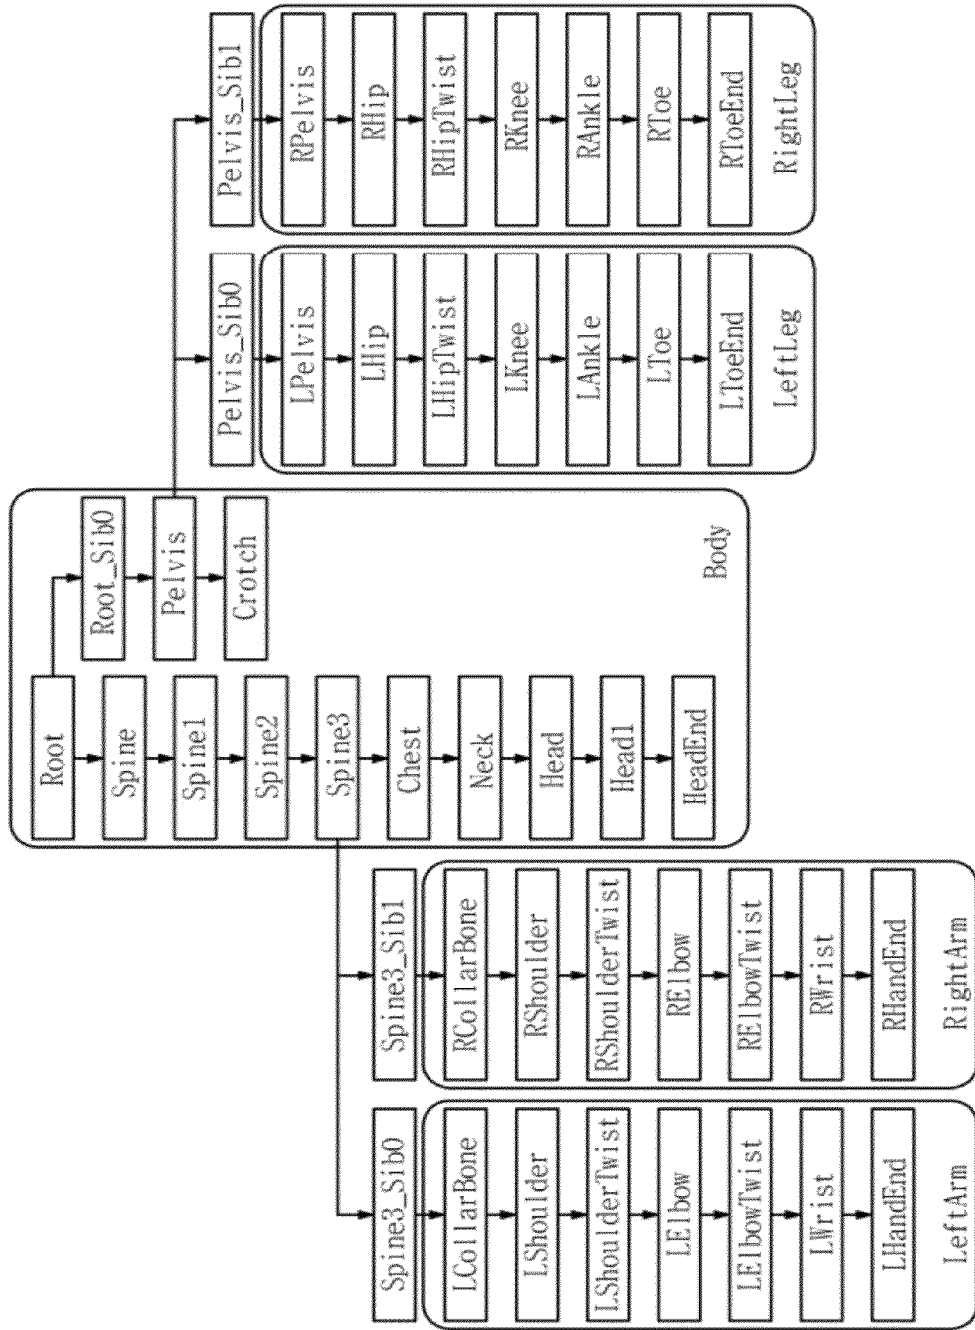 Root
Spine
Spine1
Spine2
Spine3
Chest
Neck
Head
Head1
HeadEnd
Root_Sib0
Pelvis
Crotch
Body
Spine3_Sib0
LCollarBone
LShoulder
LShoulderTwist
LElbow
LElbowTwist
LWrist
LHandEnd
LeftArm
Spine3_Sib1
RCollarBone
RShoulder
RShoulderTwist
RElbow
RElbowTwist
RWrist
RHandEnd
RightArm
Pelvis_Sib0
LPelvis
LHip
LHipTwist
LKnee
LAnkle
LToe
LToeEnd
LeftLeg
Pelvis_Sib1
RPelvis
RHip
RHipTwist
RKnee
RAnkle
RToe
RToeEnd
RightLeg